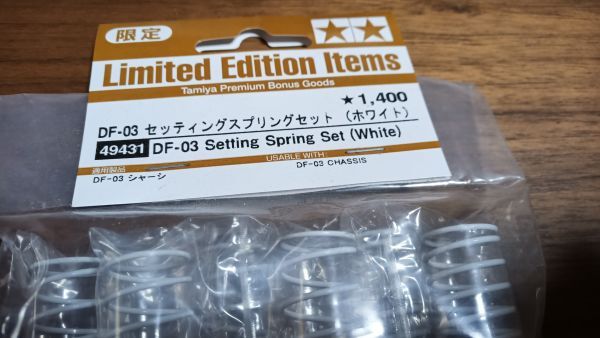 限定
Limited Edition Items
Tamiya Premium Bonus Goods
★1,400
DF-03 セッティングスプリングセット (ホワイト)
49431 DF-03 Setting Spring Set (White)
適用製品 USABLE WITH
DF-03 シャーシ DF-03 CHASSIS